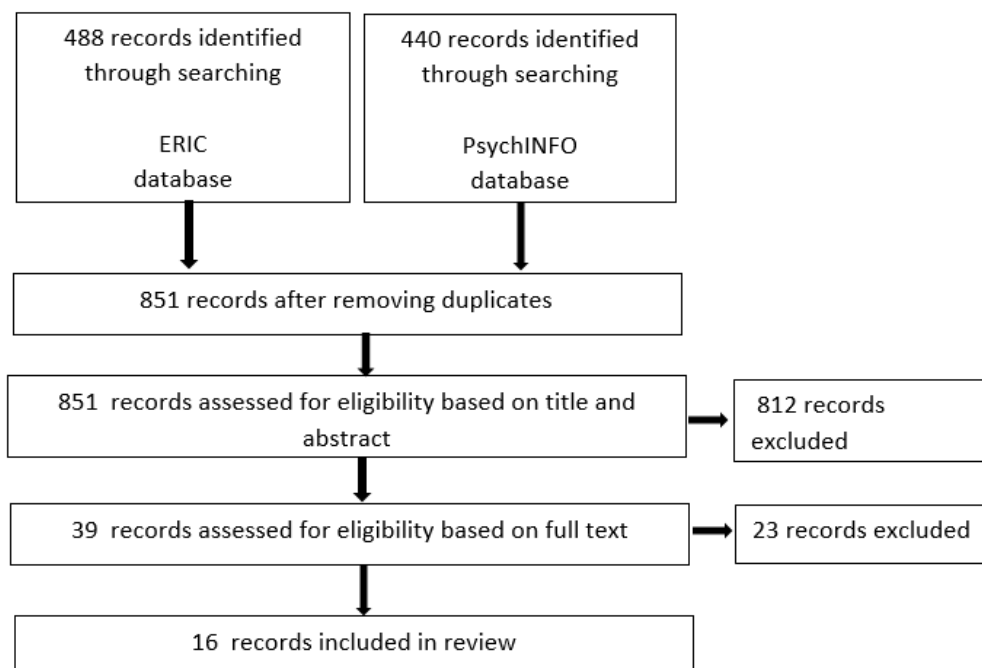 488 records identified
through searching
ERIC
database
440 records identified
through searching
PsychINFO
database
851 records after removing duplicates
851 records assessed for eligibility based on title and
abstract
812 records
excluded
39 records assessed for eligibility based on full text
23 records excluded
16 records included in review